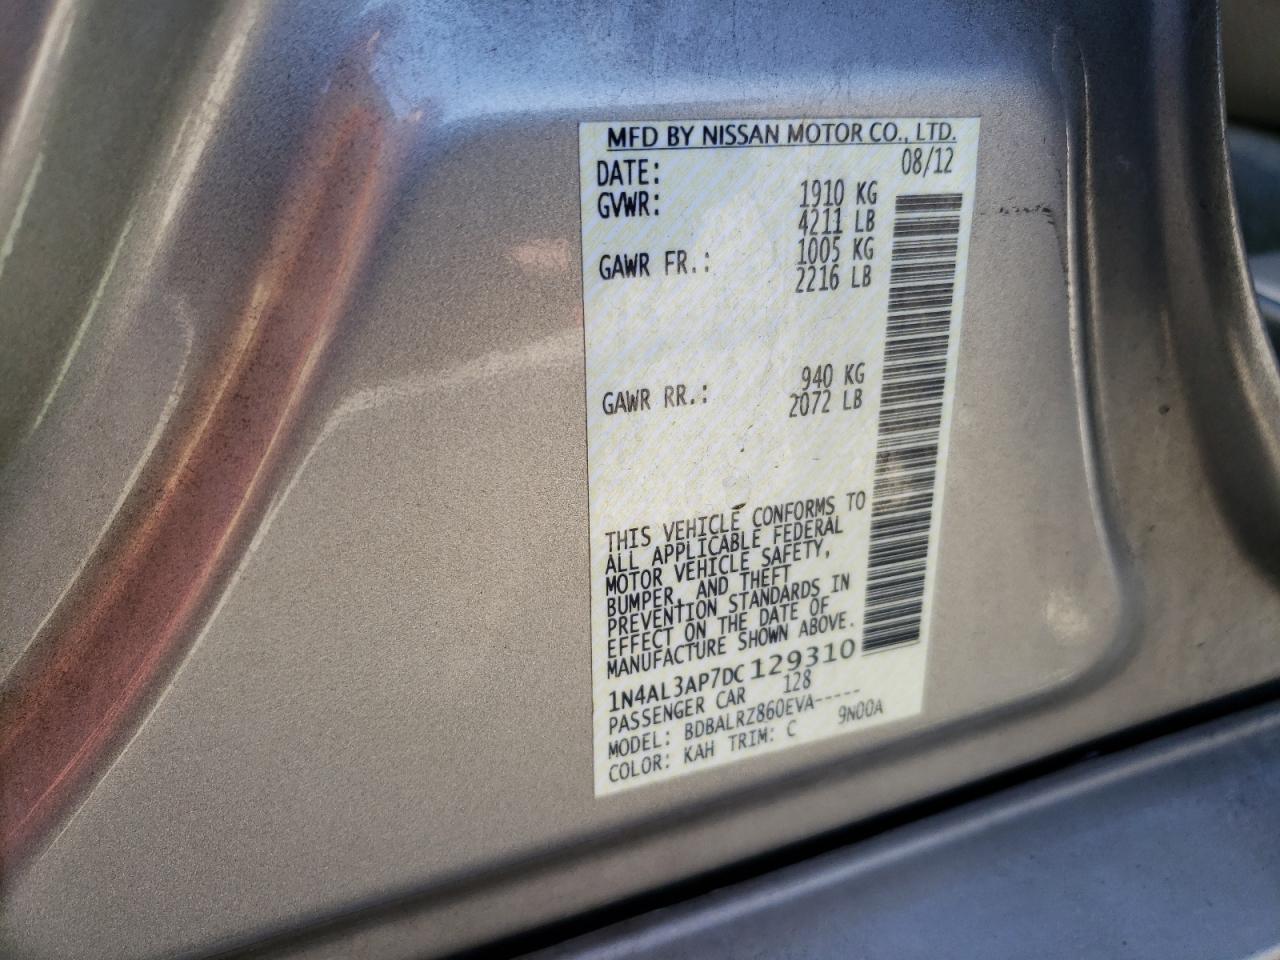 MFD BY NISSAN MOTOR CO., LTD.
DATE: 08/12
GVWR: 1910 KG
4211 LB
GAWR FR.: 1005 KG
2216 LB
GAWR RR.: 940 KG
2072 LB
THIS VEHICLE CONFORMS TO
ALL APPLICABLE FEDERAL
MOTOR VEHICLE SAFETY,
BUMPER, AND THEFT
PREVENTION STANDARDS IN
EFFECT ON THE DATE OF
MANUFACTURE SHOWN ABOVE.
1N4AL3AP7DC129310
PASSENGER CAR 128
MODEL: BDBALRZ860EVA-----
COLOR: KAH TRIM: C 9N00A